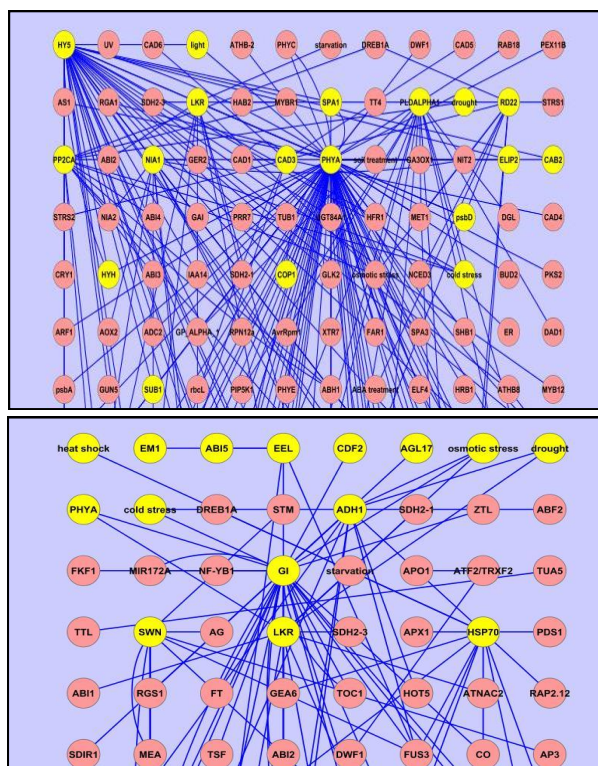 HY5 UV CAD6 light ATHB-2 PHYC starvation DREB1A DWF1 CAD5 RAB18 PEX11B
AS1 RGA1 SDH2-3 LKR HAB2 MYBR1 SPA1 TT4 PLDALPHA1 drought RD22 STRS1
PP2CA ABI2 NIA1 GER2 CAD1 CAD3 PHYA salt treatment GA3OX1 NIT2 ELIP2 CAB2
STRS2 NIA2 ABI4 GAI PRR7 TUB1 UGT84A1 HFR1 MET1 psbD DGL CAD4
CRY1 HYH ABI3 IAA14 SDH2-1 COP1 GLK2 osmotic stress NCED3 cold stress BUD2 PKS2
ARF1 AOX2 ADC2 GP_ALPHA_1 RPN12a AvrRpm1 XTR7 FAR1 SPA3 SHB1 ER DAD1
psbA GUN5 SUB1 rbcL PIP5K1 PHYE ABH1 ABA treatment ELF4 HRB1 ATHB8 MYB12
heat shock EM1 ABI5 EEL CDF2 AGL17 osmotic stress drought
PHYA cold stress DREB1A STM ADH1 SDH2-1 ZTL ABF2
FKF1 MIR172A NF-YB1 GI starvation APO1 ATF2/TRXF2 TUA5
TTL SWN AG LKR SDH2-3 APX1 HSP70 PDS1
ABI1 RGS1 FT GEA6 TOC1 HOT5 ATNAC2 RAP2.12
SDIR1 MEA TSF ABI2 DWF1 FUS3 CO AP3